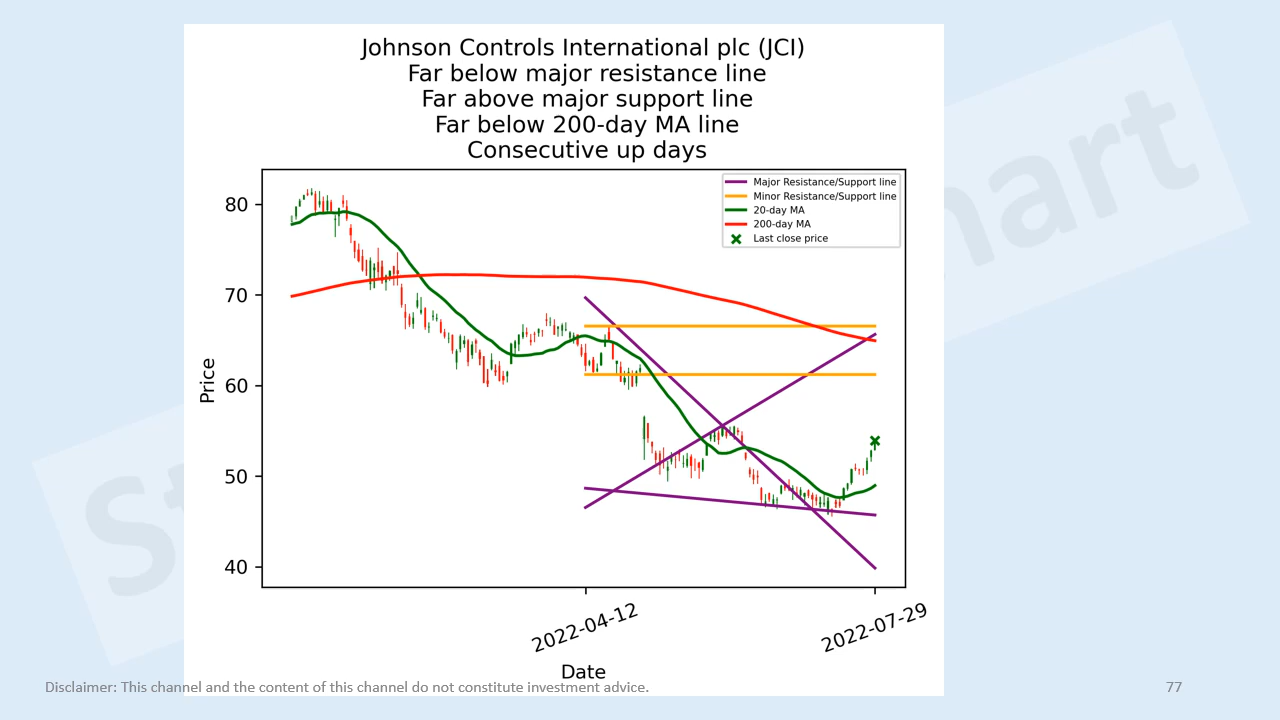 Johnson Controls International plc (JCI)
Far below major resistance line
Far above major support line
Far below 200-day MA line
Consecutive up days
Major Resistance/Support line
Minor Resistance/Support line
20-day MA
200-day MA
Last close price
80
70
60
50
40
Price
2022-04-12
2022-07-29
Date
Disclaimer: This channel and the content of this channel do not constitute investment advice.
77